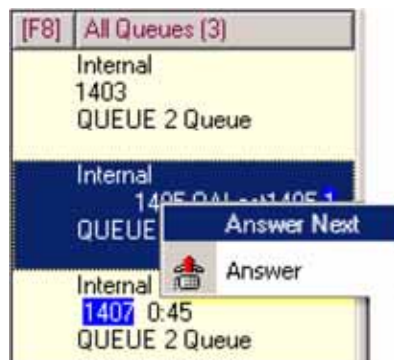 [F8] All Queues (3)
Internal
1403
QUEUE 2 Queue
Internal
QUEUE
Answer Next
Answer
Internal
1407 0:45
QUEUE 2 Queue